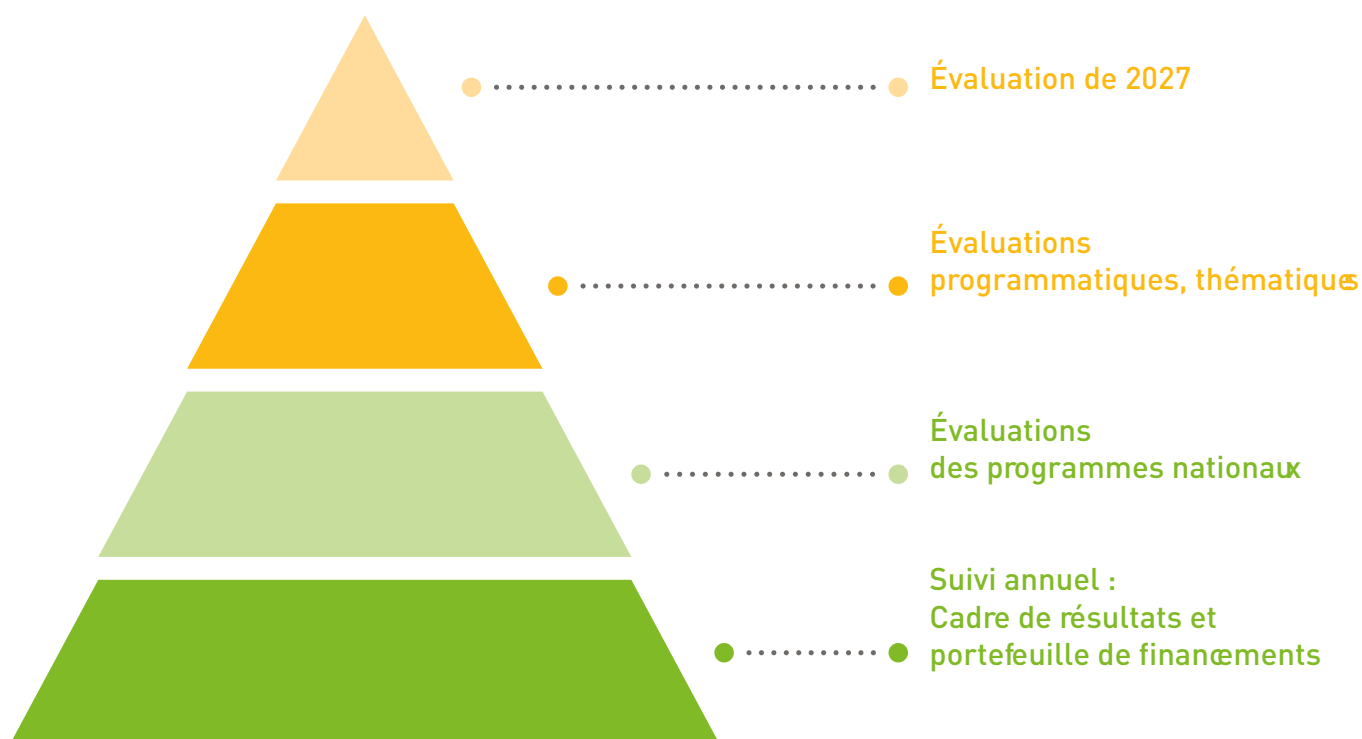 Évaluation de 2027
Évaluations
programmatiques, thématiques
Évaluations
des programmes nationaux
Suivi annuel :
Cadre de résultats et
portefeuille de financements